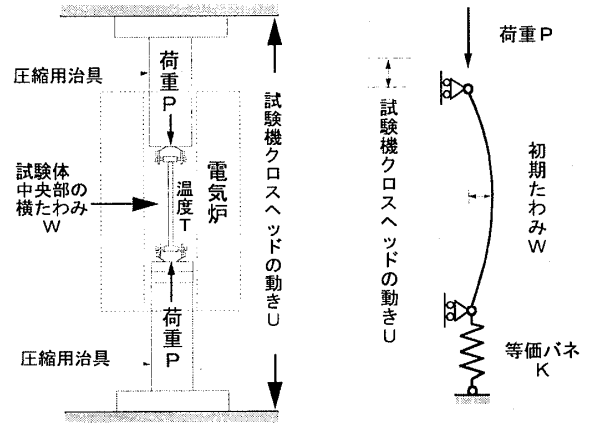 圧縮用治具
荷重P
試験体
中央部の
横たわみ
W
温度T
電気炉
試験機クロスヘッドの動きU
荷重P
圧縮用治具
荷重P
試験機クロスヘッドの動きU
初期たわみW
等価バネ
K